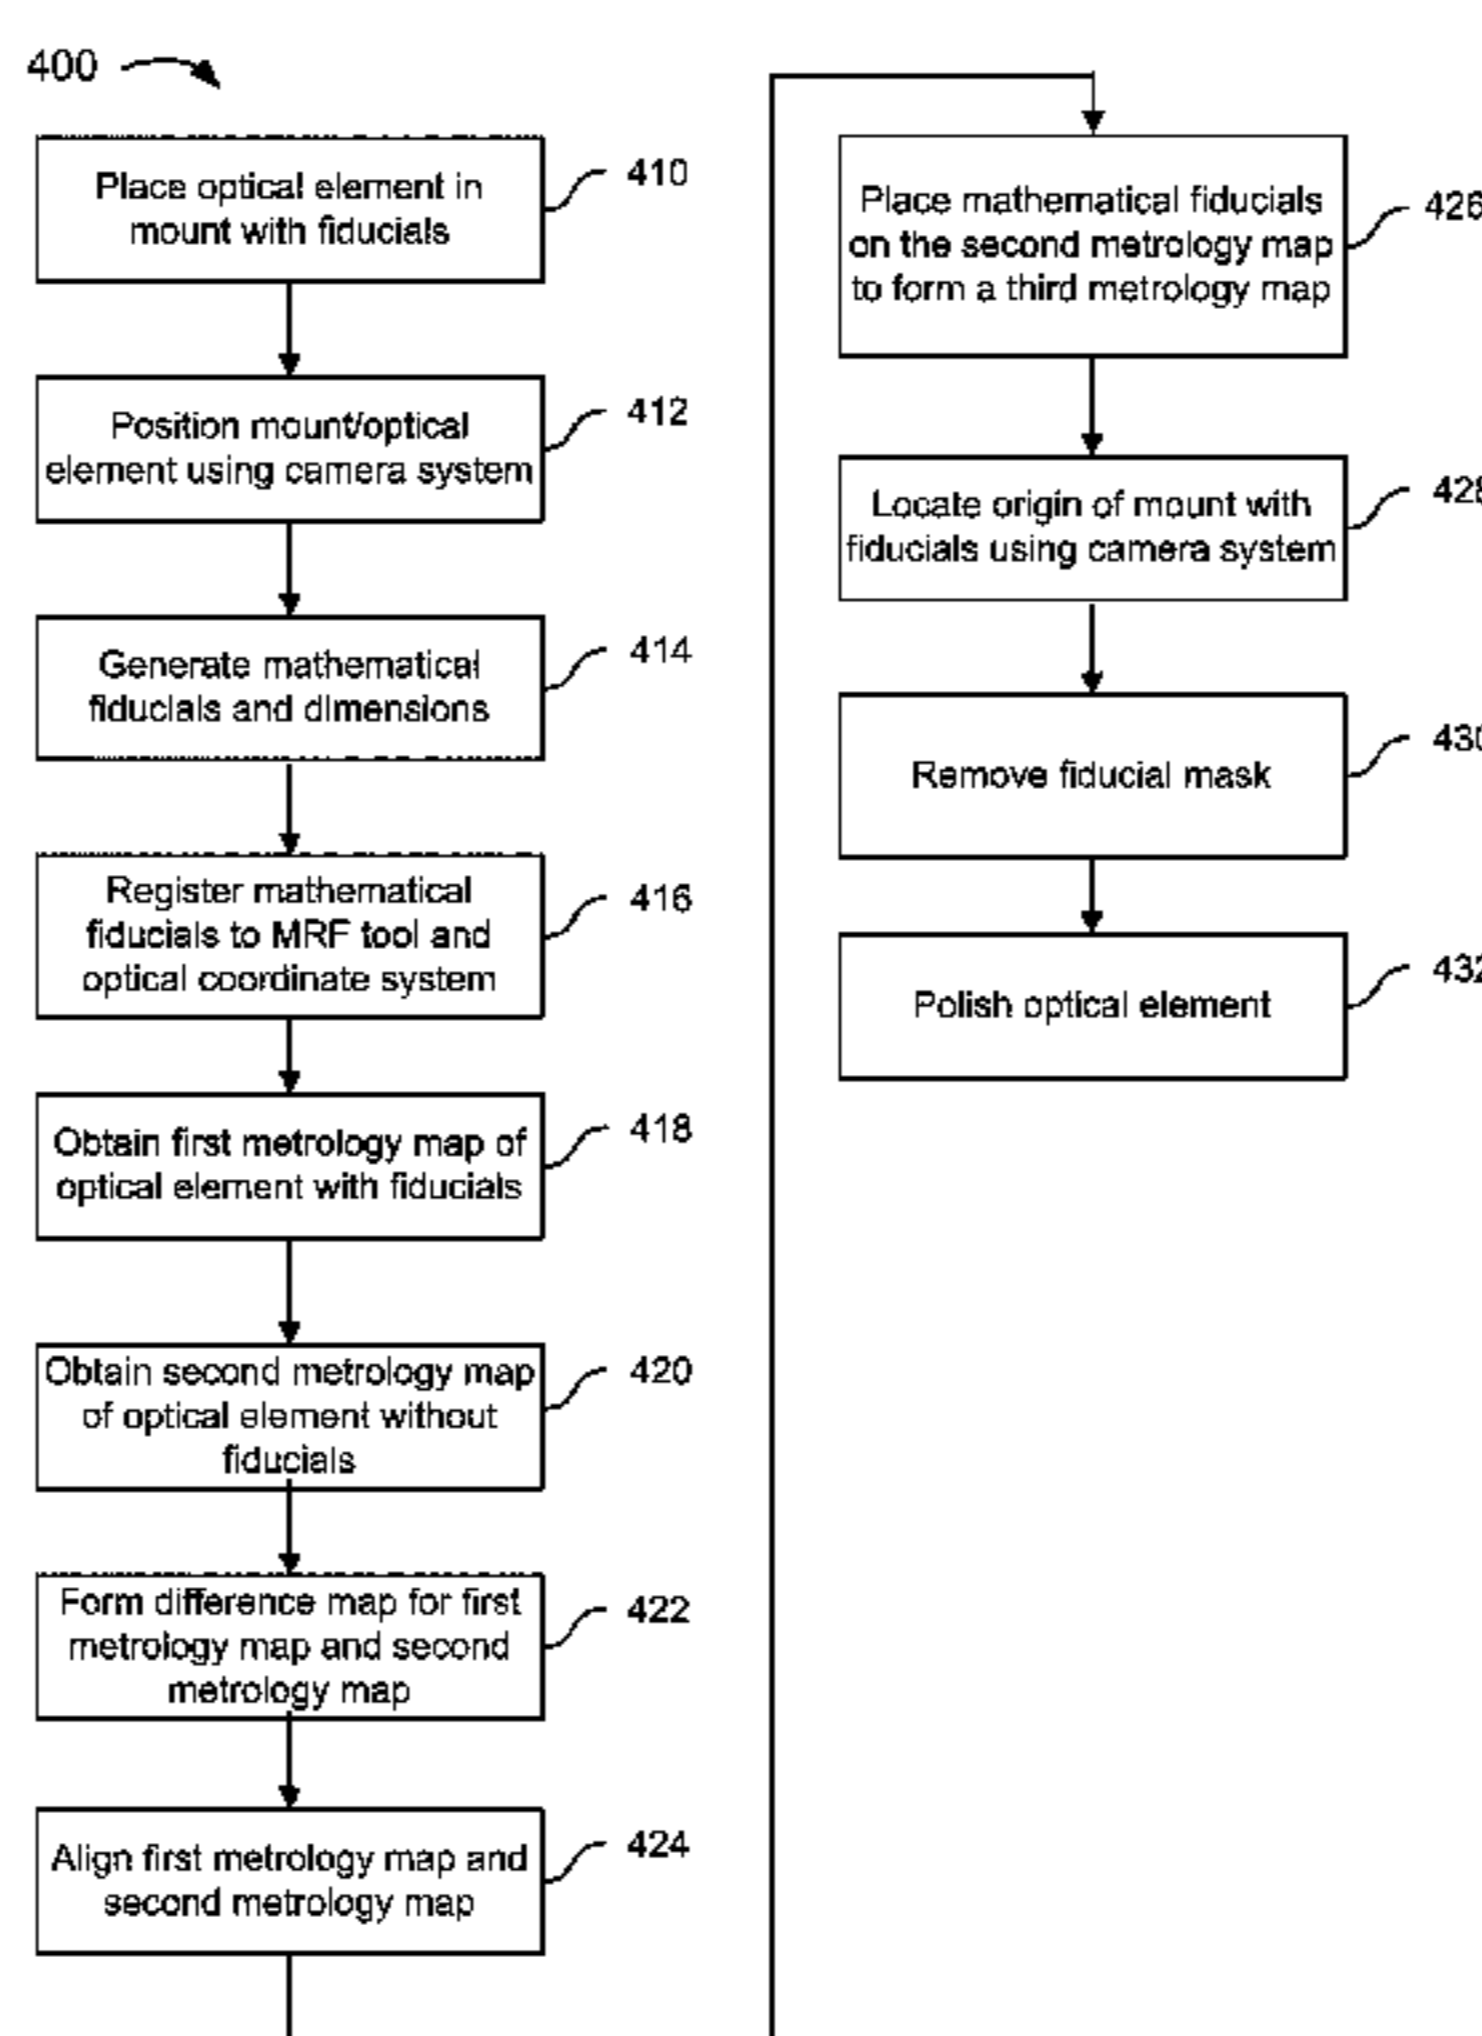 400
Place optical element in
mount with fiducials
410
Position mount/optical
element using camera system
412
Generate mathematical
fiducials and dimensions
414
Register mathematical
fiducials to MRF tool and
optical coordinate system
416
Obtain first metrology map of
optical element with fiducials
418
Obtain second metrology map
of optical element without
fiducials
420
Form difference map for first
metrology map and second
metrology map
422
Align first metrology map and
second metrology map
424
Place mathematical fiducials
on the second metrology map
to form a third metrology map
426
Locate origin of mount with
fiducials using camera system
428
Remove fiducial mask
430
Polish optical element
432